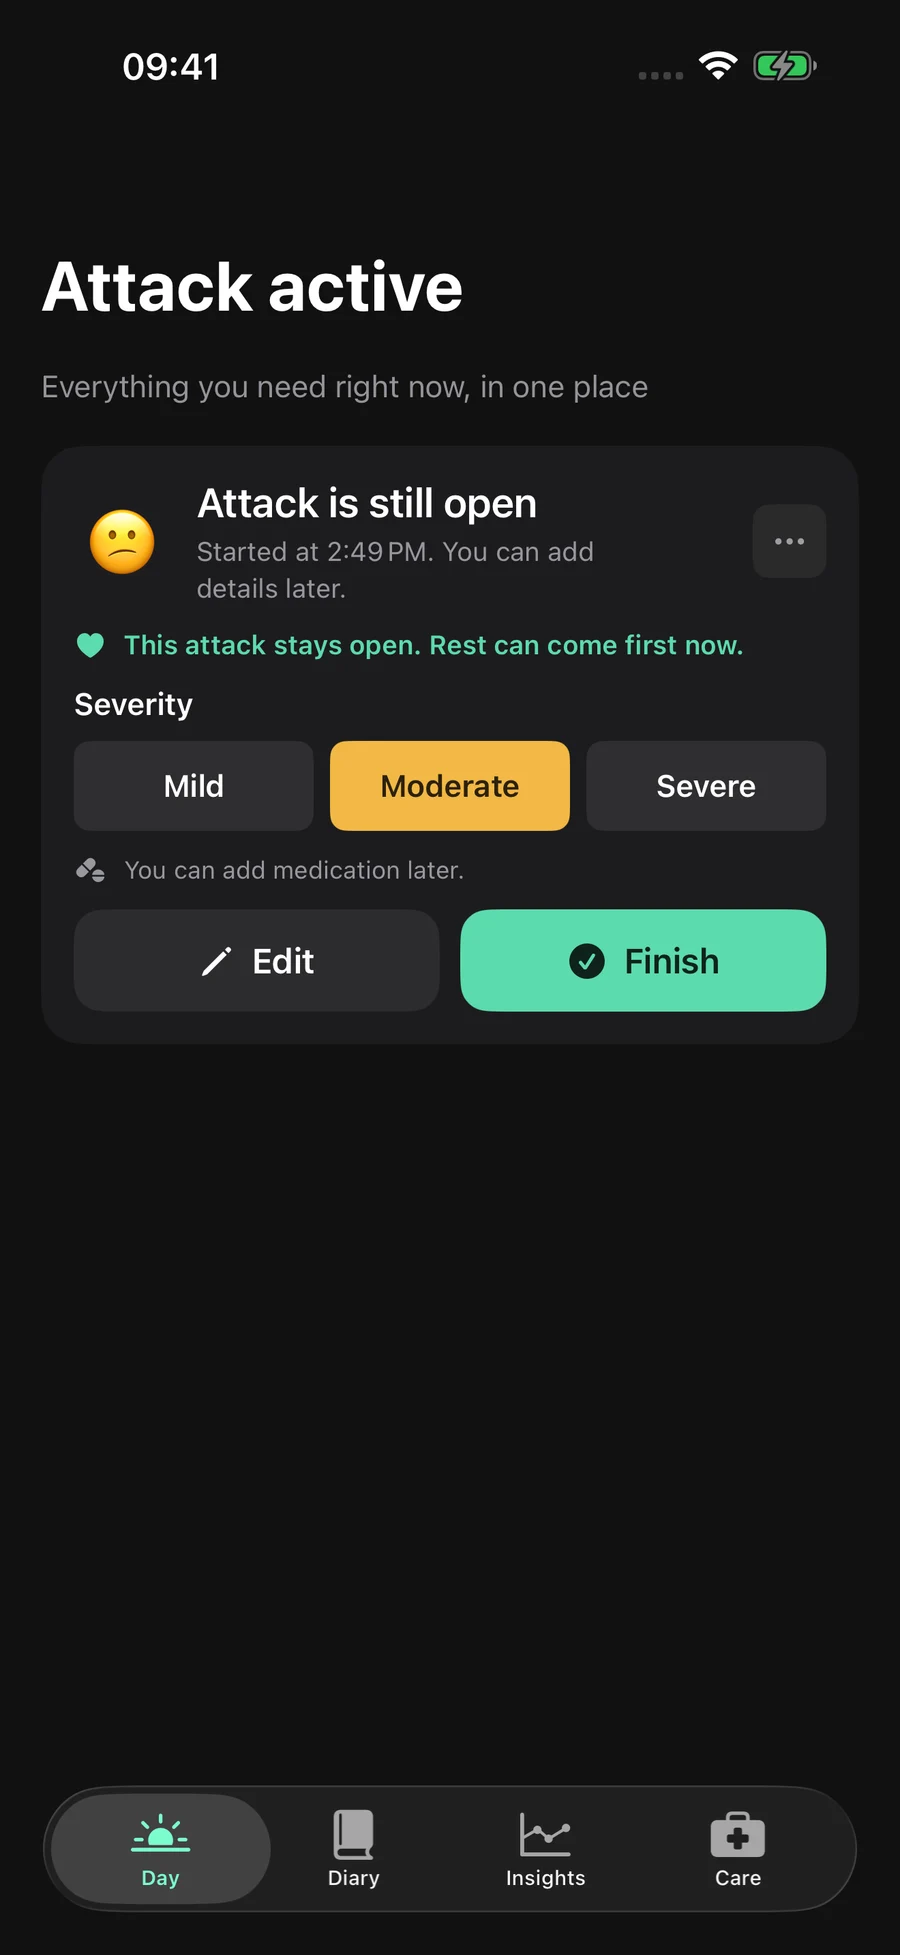 09:41
Attack active
Everything you need right now, in one place
Attack is still open
Started at 2:49 PM. You can add
details later.
This attack stays open. Rest can come first now.
Severity
Mild
Moderate
Severe
You can add medication later.
Edit
Finish
Day
Diary
Insights
Care